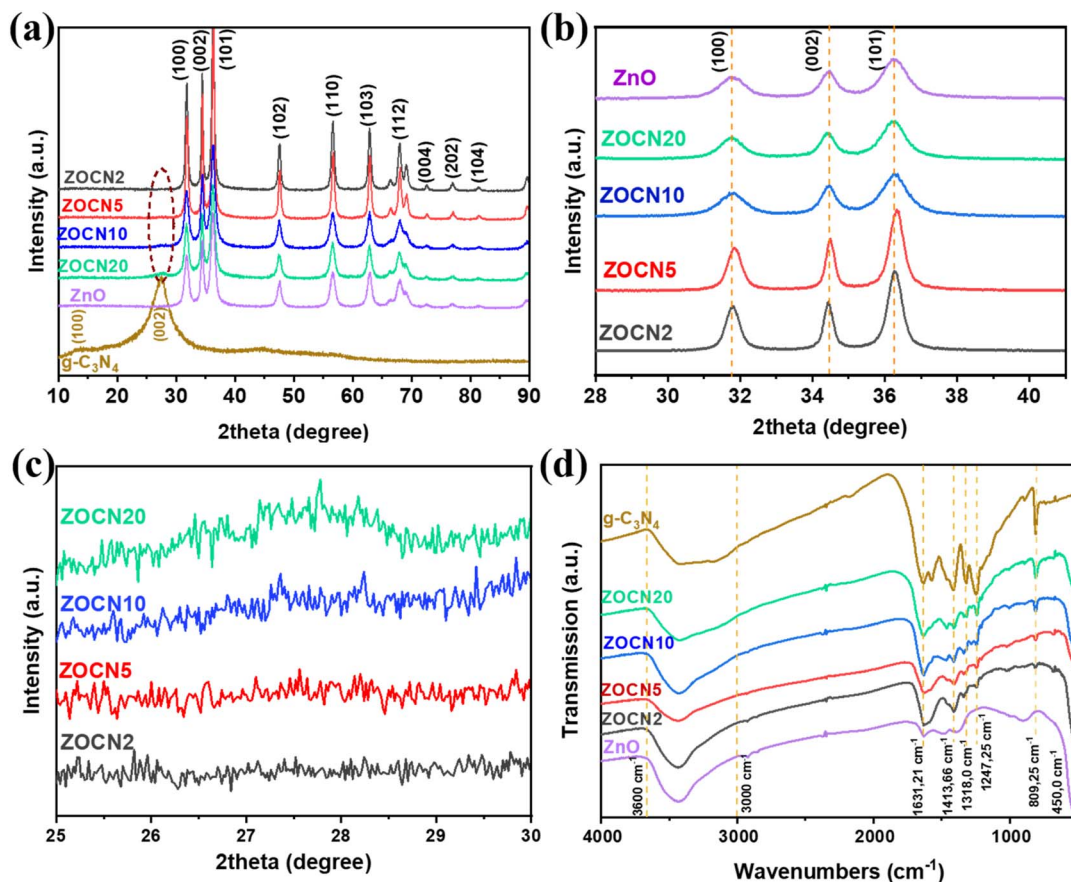 (a)
(100)
(002)
(101)
(102)
(110)
(103)
(112)
(004)
(202)
(104)
ZOCN2
ZOCN5
ZOCN10
ZOCN20
ZnO
(100)
(002)
g-C₃N₄
Intensity (a.u.)
10 20 30 40 50 60 70 80 90
2theta (degree)
(b)
(100)
(002)
(101)
ZnO
ZOCN20
ZOCN10
ZOCN5
ZOCN2
Intensity (a.u.)
28 30 32 34 36 38 40
2theta (degree)
(c)
ZOCN20
ZOCN10
ZOCN5
ZOCN2
Intensity (a.u.)
25 26 27 28 29 30
2theta (degree)
(d)
g-C₃N₄
ZOCN20
ZOCN10
ZOCN5
ZOCN2
ZnO
3600 cm⁻¹
3000 cm⁻¹
1631,21 cm⁻¹
1413,66 cm⁻¹
1318,0 cm⁻¹
1247,25 cm⁻¹
809,25 cm⁻¹
450,0 cm⁻¹
Transmission (a.u.)
4000 3000 2000 1000
Wavenumbers (cm⁻¹)